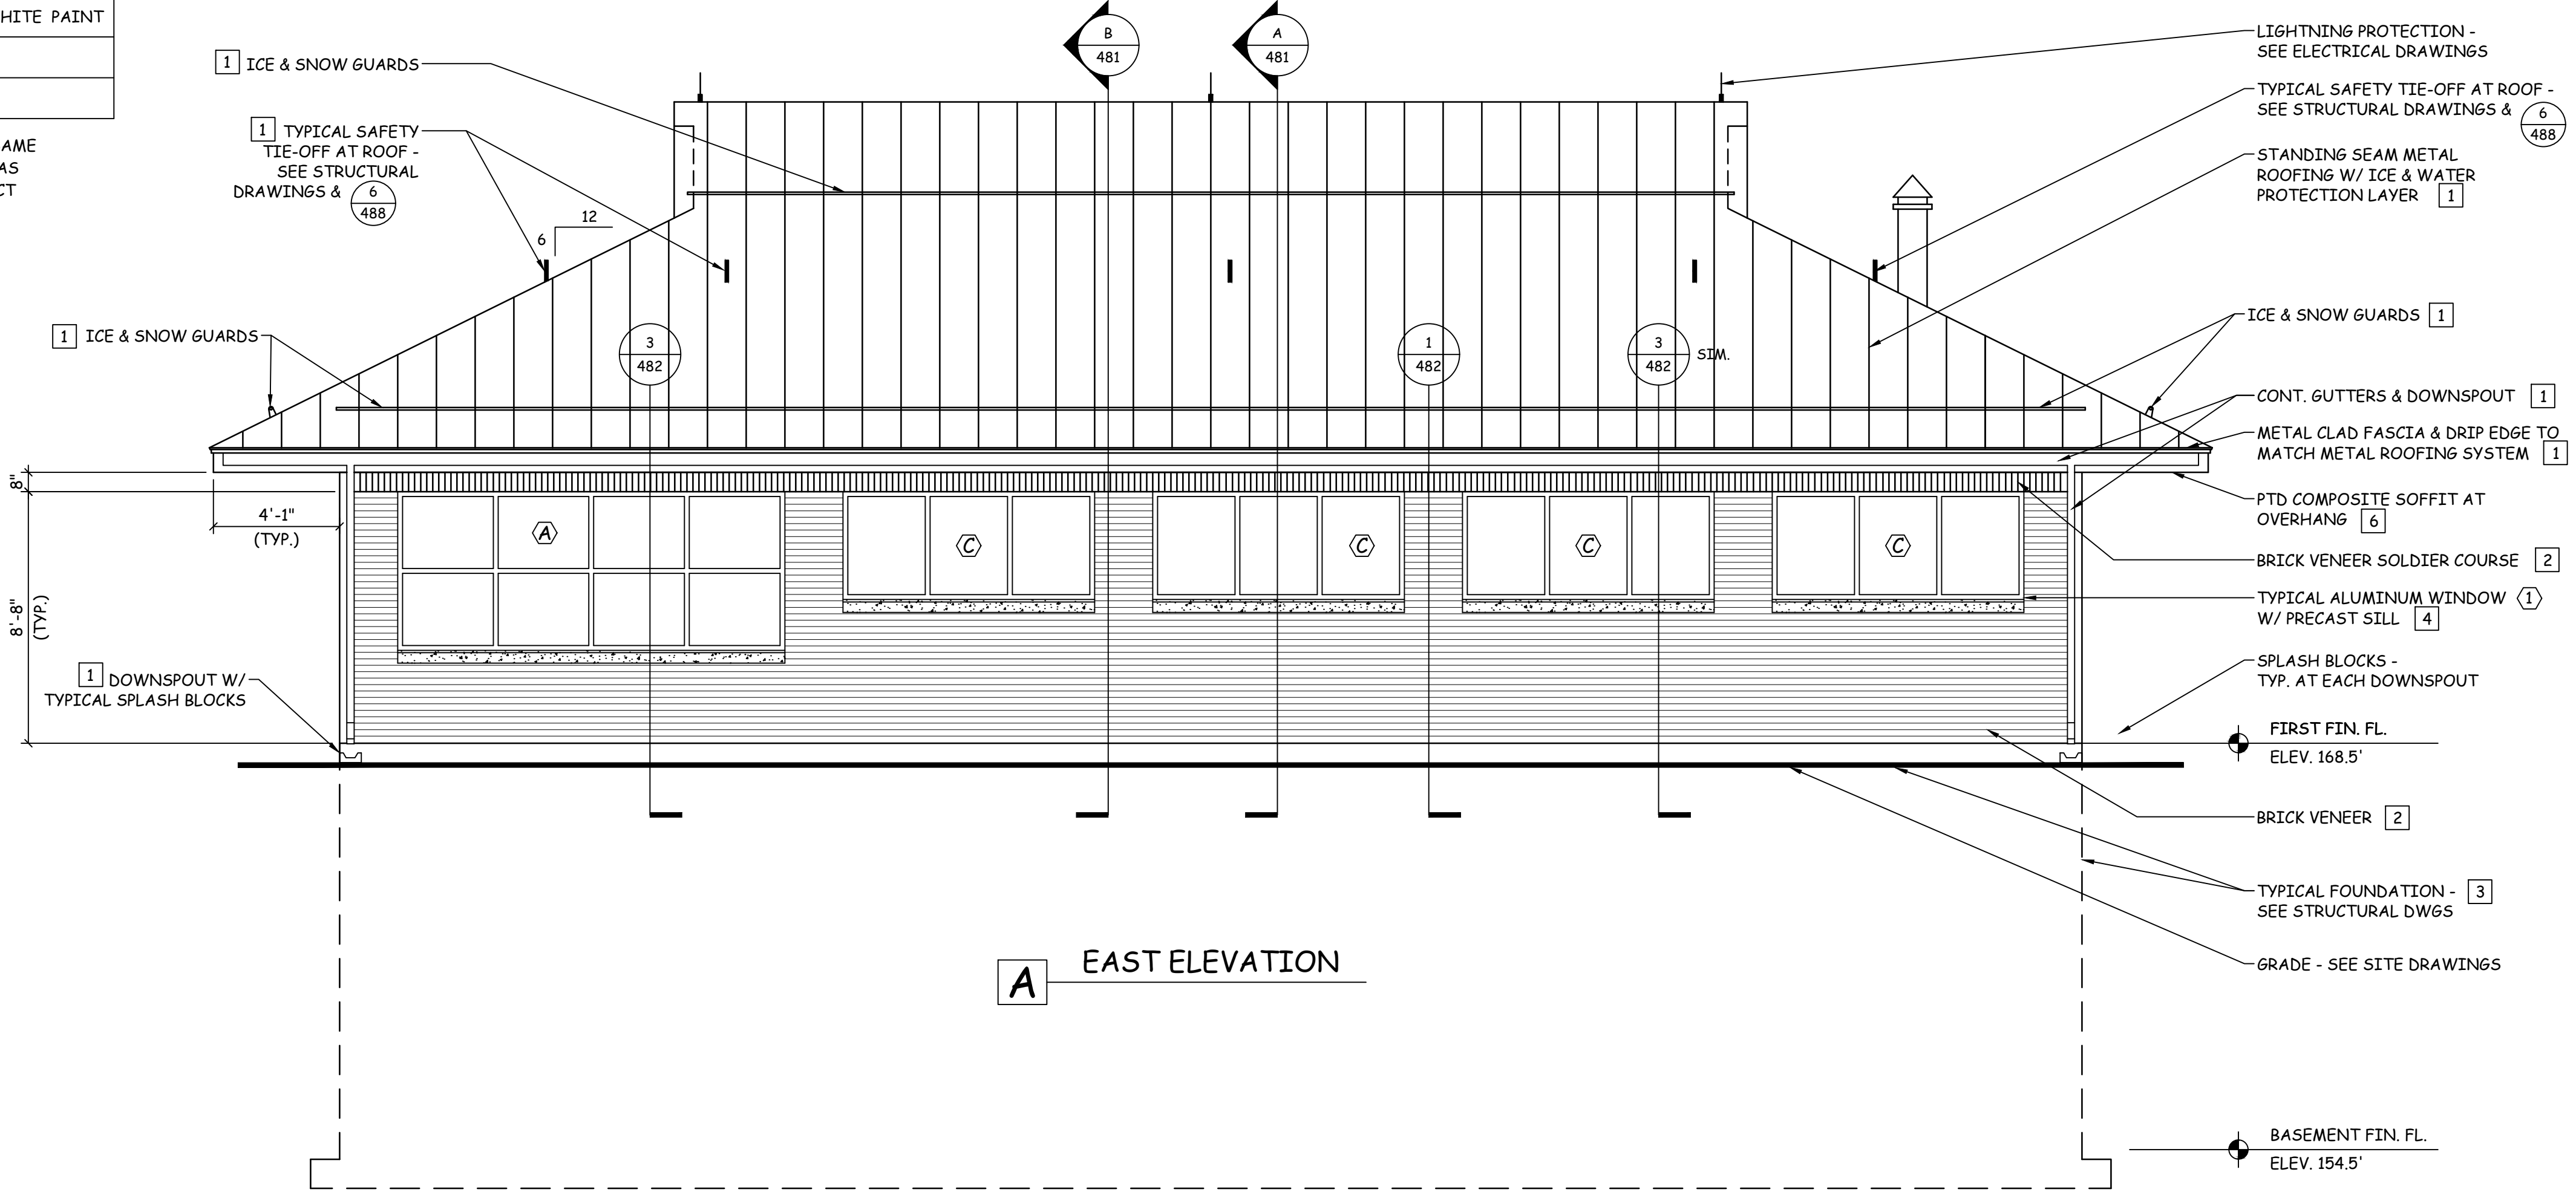 HITE PAINT
AME
AS
CT
1 ICE & SNOW GUARDS
1 TYPICAL SAFETY
TIE-OFF AT ROOF -
SEE STRUCTURAL
DRAWINGS & 6
488
12
6
1 ICE & SNOW GUARDS
8"
4'-1"
(TYP.)
8'-8"
(TYP.)
1 DOWNSPOUT W/
TYPICAL SPLASH BLOCKS
B
481
A
481
3
482
1
482
3
482
SIM.
A
C
C
C
C
LIGHTNING PROTECTION -
SEE ELECTRICAL DRAWINGS
TYPICAL SAFETY TIE-OFF AT ROOF -
SEE STRUCTURAL DRAWINGS & 6
488
STANDING SEAM METAL
ROOFING W/ ICE & WATER
PROTECTION LAYER 1
ICE & SNOW GUARDS 1
CONT. GUTTERS & DOWNSPOUT 1
METAL CLAD FASCIA & DRIP EDGE TO
MATCH METAL ROOFING SYSTEM 1
PTD COMPOSITE SOFFIT AT
OVERHANG 6
BRICK VENEER SOLDIER COURSE 2
TYPICAL ALUMINUM WINDOW 1
W/ PRECAST SILL 4
SPLASH BLOCKS -
TYP. AT EACH DOWNSPOUT
FIRST FIN. FL.
ELEV. 168.5'
BRICK VENEER 2
TYPICAL FOUNDATION - 3
SEE STRUCTURAL DWGS
GRADE - SEE SITE DRAWINGS
A EAST ELEVATION
BASEMENT FIN. FL.
ELEV. 154.5'